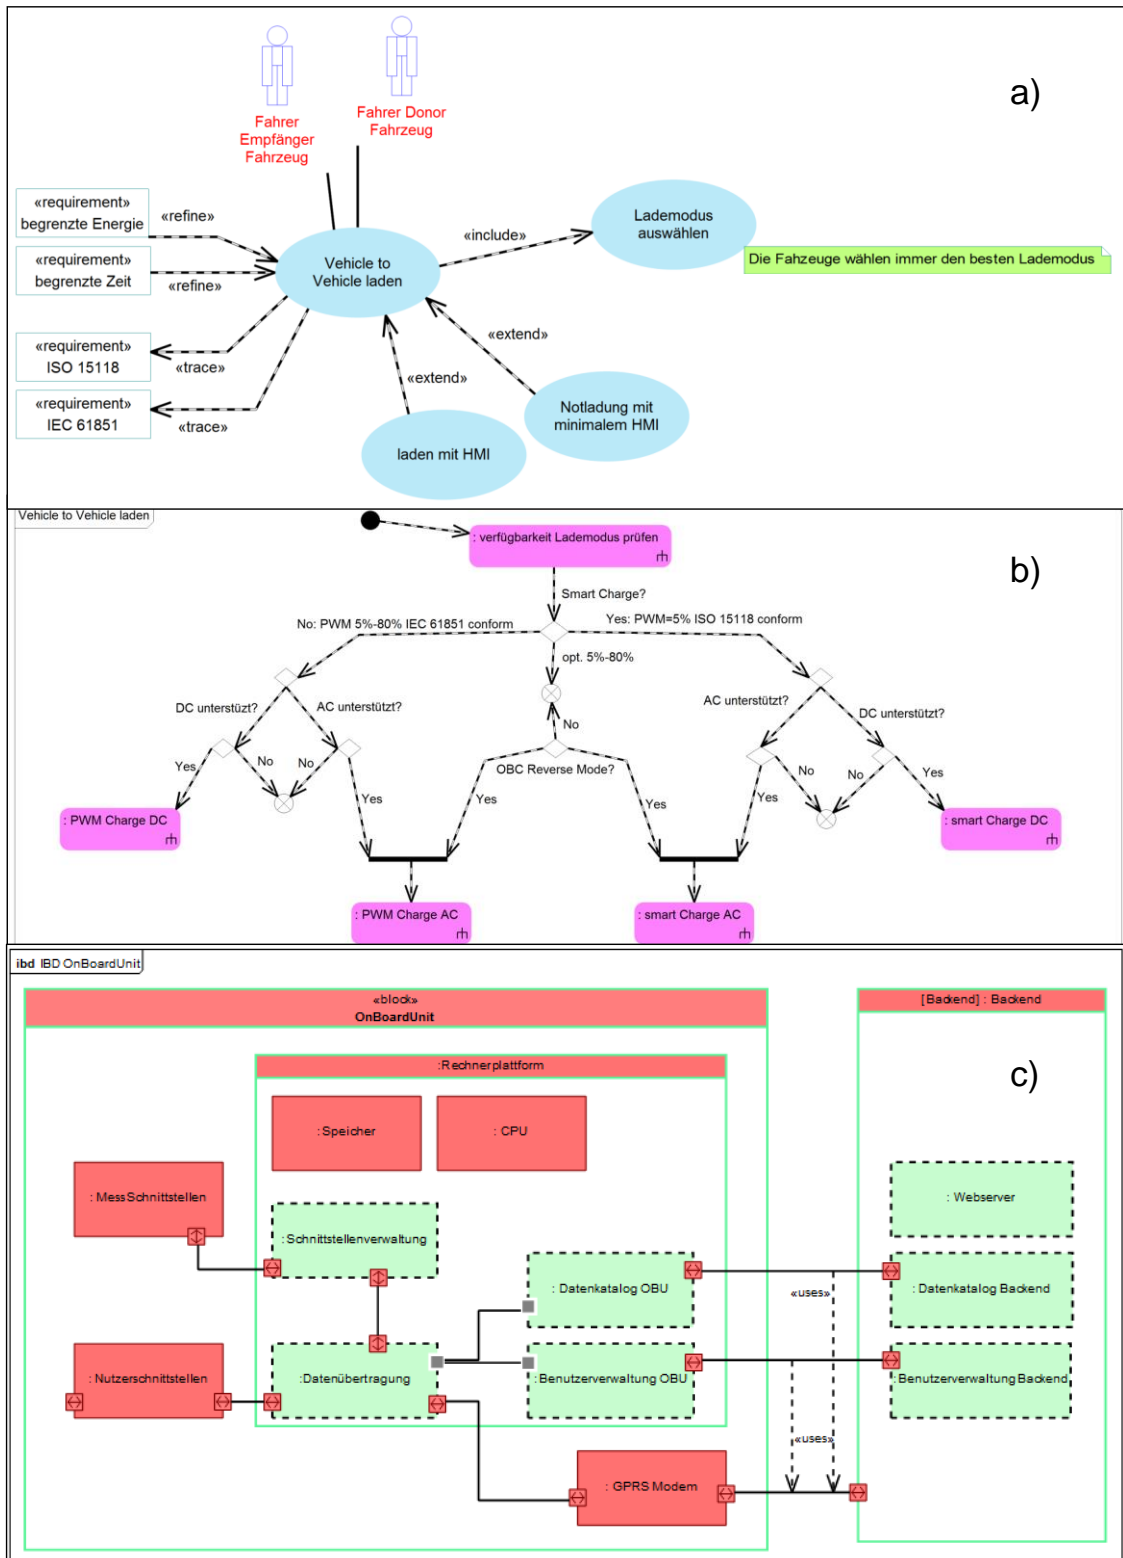 a)
Fahrer
Empfänger
Fahrzeug
Fahrer Donor
Fahrzeug
«requirement»
begrenzte Energie
«refine»
«requirement»
begrenzte Zeit
«refine»
«requirement»
ISO 15118
«trace»
«requirement»
IEC 61851
«trace»
Vehicle to
Vehicle laden
«include»
Lademodus
auswählen
Die Fahzeuge wählen immer den besten Lademodus
«extend»
«extend»
Notladung mit
minimalem HMI
laden mit HMI
Vehicle to Vehicle laden
b)
: verfügbarkeit Lademodus prüfen
Smart Charge?
No: PWM 5%-80% IEC 61851 conform
Yes: PWM=5% ISO 15118 conform
opt. 5%-80%
DC unterstüzt?
AC unterstüzt?
AC unterstüzt?
DC unterstüzt?
No
OBC Reverse Mode?
Yes
No
No
Yes
Yes
Yes
Yes
No
No
Yes
: PWM Charge DC
: smart Charge DC
: PWM Charge AC
: smart Charge AC
ibd IBD OnBoardUnit
c)
«block»
OnBoardUnit
[Backend] : Backend
:Rechnerplattform
: Speicher
: CPU
: MessSchnittstellen
: Schnittstellenverwaltung
: Webserver
: Datenkatalog OBU
«uses»
: Datenkatalog Backend
: Nutzerschnittstellen
:Datenübertragung
: Benutzerverwaltung OBU
: Benutzerverwaltung Backend
«uses»
: GPRS Modem